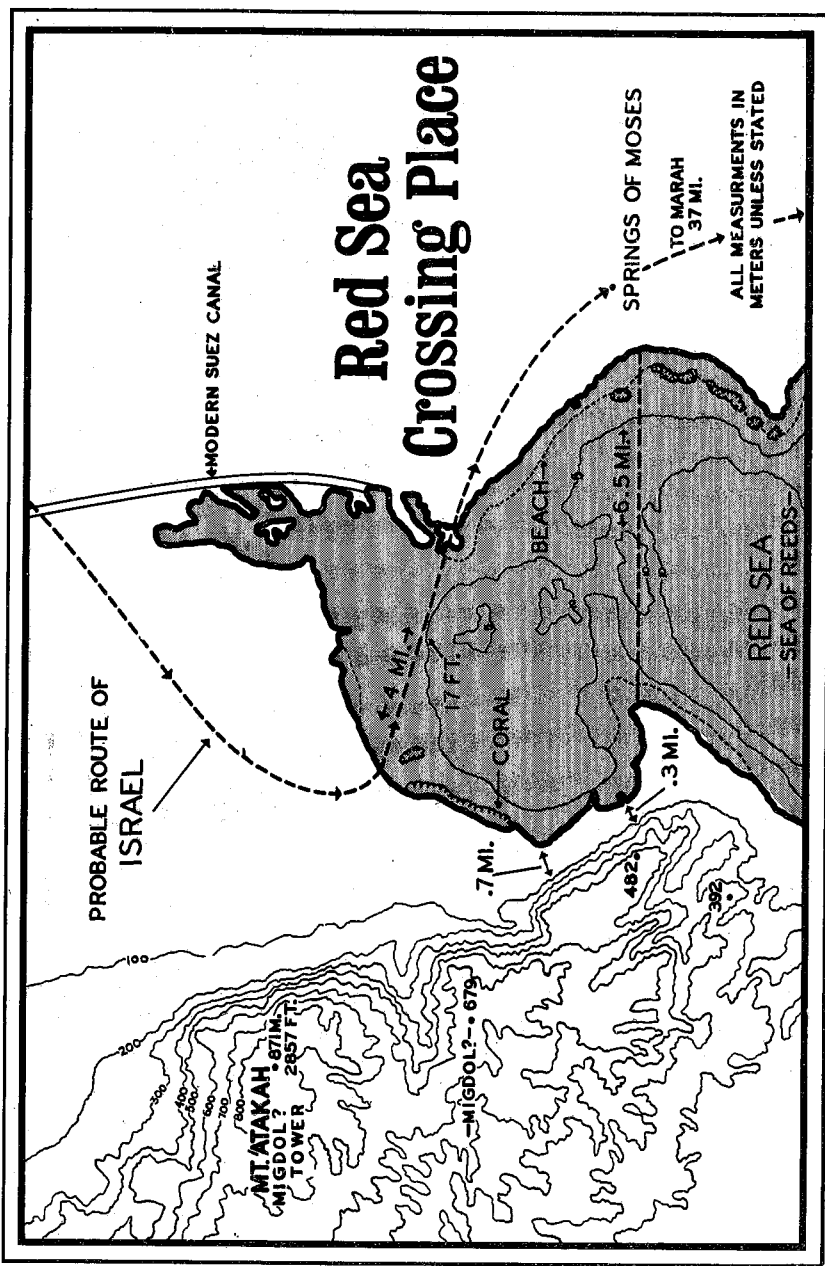 Red Sea
Crossing Place
MODERN SUEZ CANAL
PROBABLE ROUTE OF
ISRAEL
SPRINGS OF MOSES
TO MARAH
37 MI.
ALL MEASURMENTS IN
METERS UNLESS STATED
4 MI.
17 FT.
CORAL
BEACH
6.5 MI.
RED SEA
—SEA OF REEDS—
.7 MI.
.3 MI.
100
200
300
400
500
600
700
800
MT. ATAKAH
871M.
MIGDOL?
2857 FT.
TOWER
—MIGDOL?—
679
482
392